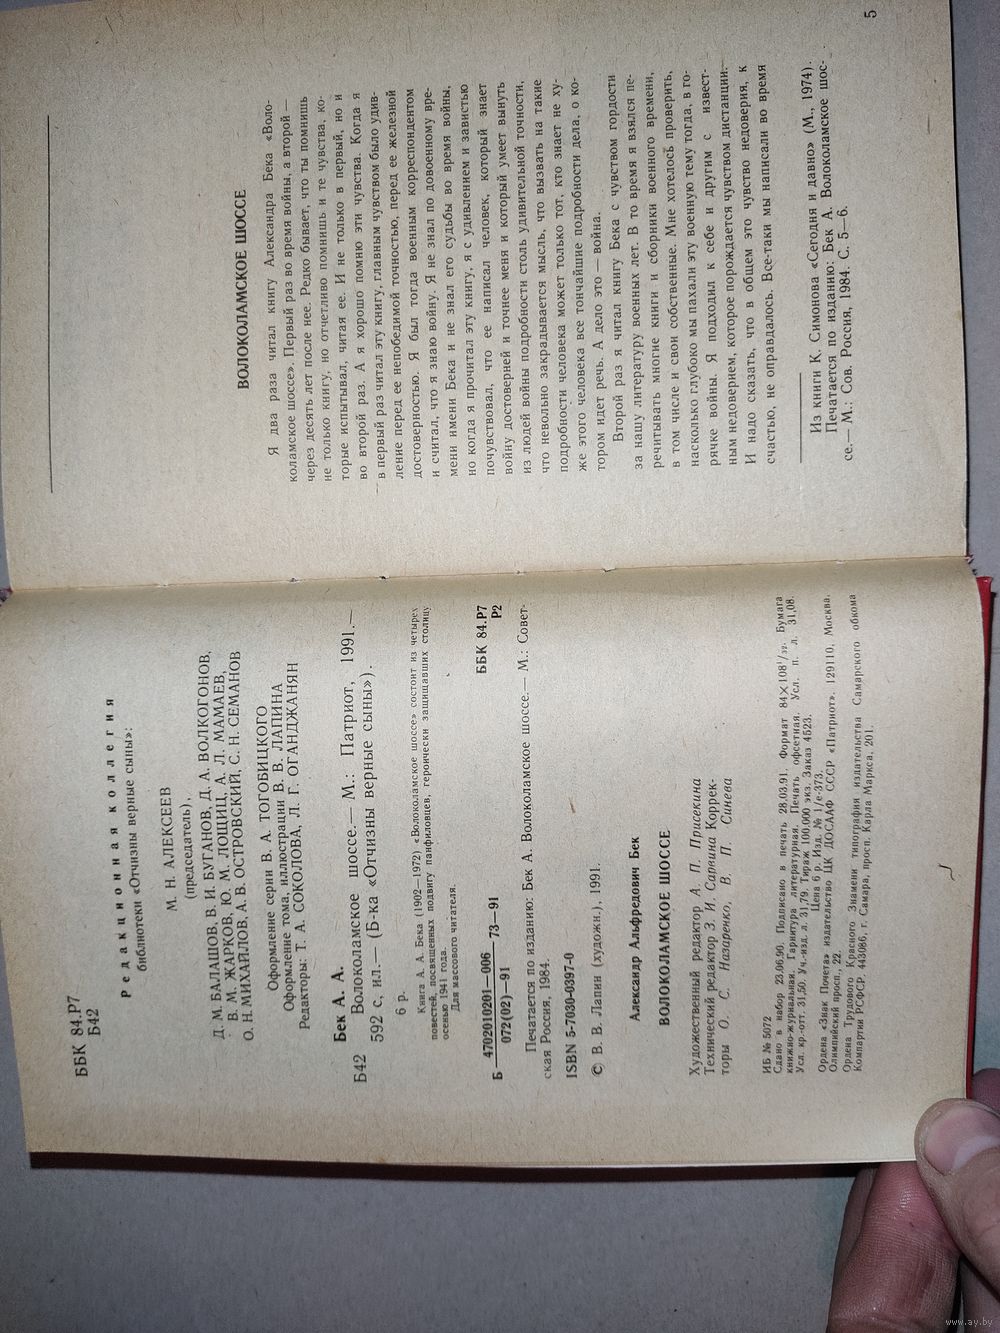 ББК 84.Р7
Б42
Редакционная коллегия
библиотеки «Отчизны верные сыны»:
М. Н. АЛЕКСЕЕВ
(председатель),
Д. М. БАЛАШОВ, В. И. БУГАНОВ, Д. А. ВОЛКОГОНОВ,
В. М. ЖАРКОВ, Ю. М. ЛОЩИЦ, А. Л. МАМАЕВ,
О. Н. МИХАЙЛОВ, А. В. ОСТРОВСКИЙ, С. Н. СЕМАНОВ
Оформление серии В. А. ТОГОБИЦКОГО
Оформление тома, иллюстрации В. В. ЛАПИНА
Редакторы: Т. А. СОКОЛОВА, Л. Г. ОГАНДЖАНЯН
Бек А. А.
Б42 Волоколамское шоссе.— М.: Патриот, 1991.—
592 с, ил.— (Б-ка «Отчизны верные сыны»).
6 р.
Книга А. А. Бека (1902—1972) «Волоколамское шоссе» состоит из четырех
повестей, посвященных подвигу панфиловцев, героически защищавших столицу
осенью 1941 года.
Для массового читателя.
Б 4702010201—006 / 072(02)—91 73—91
ББК 84.Р7
Р2
Печатается по изданию: Бек А. Волоколамское шоссе.— М.: Совет-
ская Россия, 1984.
ISBN 5-7030-0397-0
© В. В. Лапин (художн.), 1991.
Александр Альфредович Бек
ВОЛОКОЛАМСКОЕ ШОССЕ
Художественный редактор А. П. Присекина
Технический редактор З. И. Сарвина Коррек-
торы О. С. Назаренко, В. П. Синева
ИБ № 5072
Сдано в набор 23.06.90. Подписано в печать 28.03.91. Формат 84×108¹/₃₂. Бумага
книжно-журнальная. Гарнитура литературная. Печать офсетная. Усл. п. л. 31,08.
Усл. кр.-отт. 31,50. Уч.-изд. л. 31,79. Тираж 100.000 экз. Заказ 4523.
Цена 6 р. Изд. № 1/е-373.
Ордена «Знак Почета» издательство ЦК ДОСААФ СССР «Патриот». 129110, Москва,
Олимпийский просп., 22.
Ордена Трудового Красного Знамени типография издательства Самарского обкома
Компартии РСФСР, 443086, г. Самара, просп. Карла Маркса, 201.
ВОЛОКОЛАМСКОЕ ШОССЕ
Я два раза читал книгу Александра Бека «Воло-
коламское шоссе». Первый раз во время войны, а второй —
через десять лет после нее. Редко бывает, что ты помнишь
не только книгу, но отчетливо помнишь и те чувства, ко-
торые испытывал, читая ее. И не только в первый, но и
во второй раз. А я хорошо помню эти чувства. Когда я
в первый раз читал эту книгу, главным чувством было удив-
ление перед ее непобедимой точностью, перед ее железной
достоверностью. Я был тогда военным корреспондентом
и считал, что я знаю войну. Я не знал по довоенному вре-
мени имени Бека и не знал его судьбы во время войны,
но когда я прочитал эту книгу, я с удивлением и завистью
почувствовал, что ее написал человек, который знает
войну достоверней и точнее меня и который умеет вынуть
из людей войны подробности столь удивительной точности,
что невольно закрадывается мысль, что вызвать на такие
подробности человека может только тот, кто знает не ху-
же этого человека все тончайшие подробности дела, о ко-
тором идет речь. А дело это — война.
Второй раз я читал книгу Бека с чувством гордости
за нашу литературу военных лет. В то время я взялся пе-
речитывать многие книги и сборники военного времени,
в том числе и свои собственные. Мне хотелось проверить,
насколько глубоко мы пахали эту военную тему тогда, в го-
рячке войны. Я подходил к себе и другим с извест-
ным недоверием, которое порождается чувством дистанции.
И надо сказать, что в общем это чувство недоверия, к
счастью, не оправдалось. Все-таки мы написали во время
Из книги К. Симонова «Сегодня и давно» (М., 1974).
Печатается по изданию: Бек А. Волоколамское шос-
се.— М.: Сов. Россия, 1984. С. 5—6.
5
www.ay.by